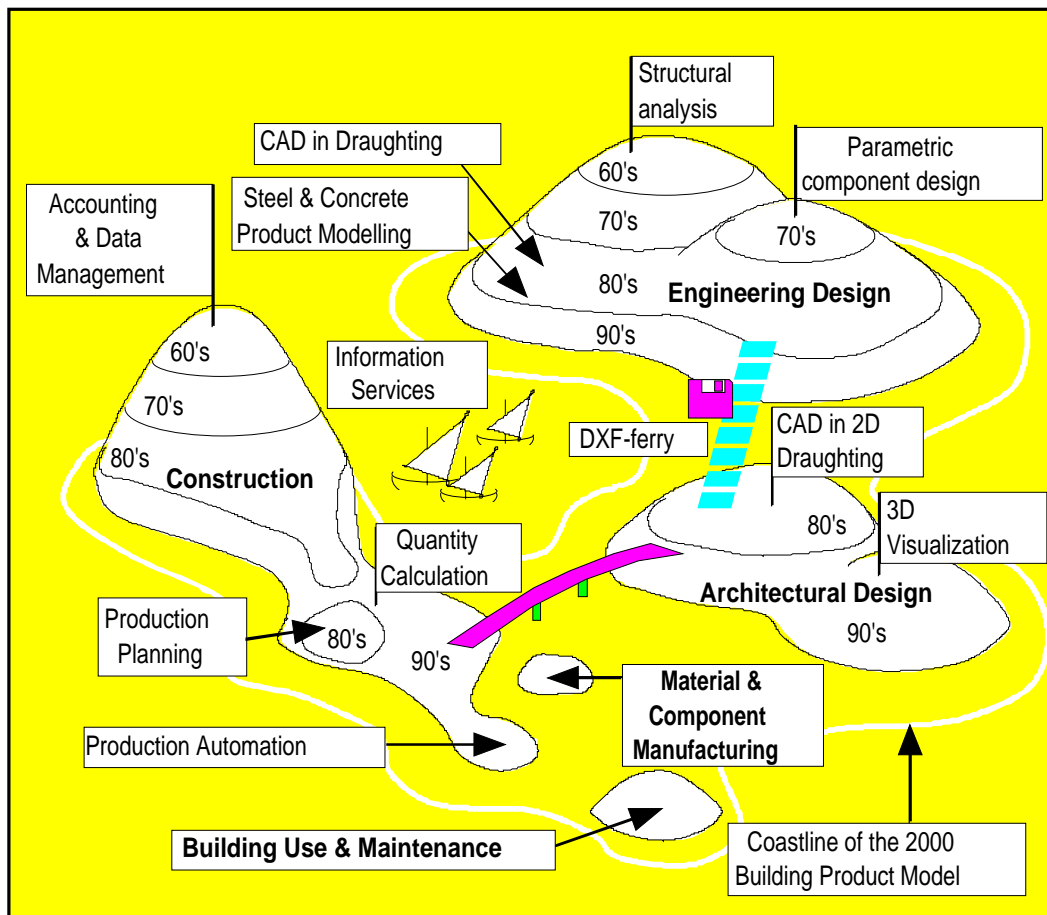 Structural
analysis
CAD in Draughting
Parametric
component design
60's
Steel & Concrete
Product Modelling
Accounting
& Data
Management
70's
70's
80's
Engineering Design
90's
60's
Information
Services
70's
DXF-ferry
CAD in 2D
Draughting
80's
Construction
3D
Visualization
80's
Quantity
Calculation
Architectural Design
Production
Planning
80's
90's
90's
Material &
Component
Manufacturing
Production Automation
Building Use & Maintenance
Coastline of the 2000
Building Product Model